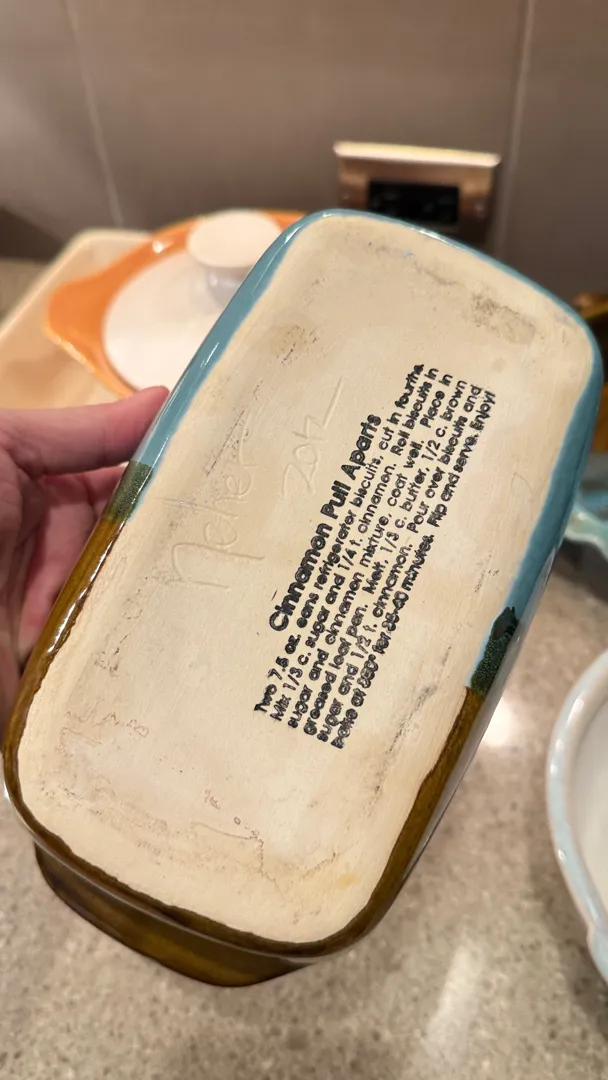 Neher
2012
Cinnamon Pull Aparts
Two 7.5 oz. cans refrigerator biscuits, cut in fourths.
Mix 1/3 c. sugar and 1/4 t. cinnamon. Roll biscuits in
sugar and cinnamon mixture, coat well. Place in
greased loaf pan. Melt 1/3 c. butter, 1/2 c. brown
sugar and 1/2 t. cinnamon. Pour over biscuits and
bake at 350° for 35-40 minutes. Flip and serve. Enjoy!